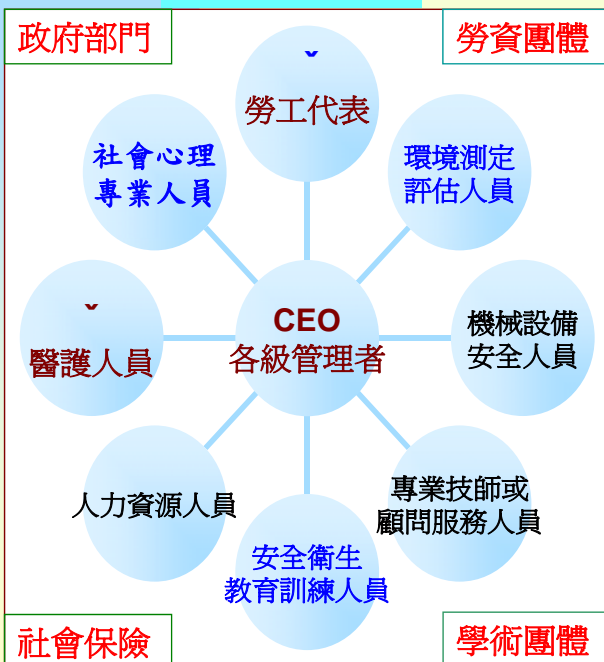 政府部門
勞資團體
ˇ
勞工代表
社會心理
專業人員
環境測定
評估人員
ˇ
醫護人員
CEO
各級管理者
機械設備
安全人員
人力資源人員
專業技師或
顧問服務人員
安全衛生
教育訓練人員
社會保險
學術團體